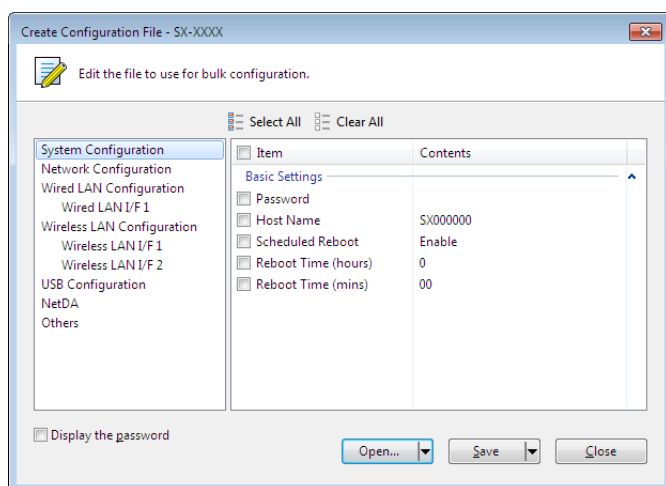 Create Configuration File - SX-XXXX
Edit the file to use for bulk configuration.
Select All Clear All
System Configuration
Network Configuration
Wired LAN Configuration
Wired LAN I/F 1
Wireless LAN Configuration
Wireless LAN I/F 1
Wireless LAN I/F 2
USB Configuration
NetDA
Others
Item Contents
Basic Settings
Password
Host Name SX000000
Scheduled Reboot Enable
Reboot Time (hours) 0
Reboot Time (mins) 00
Display the password
Open... Save Close